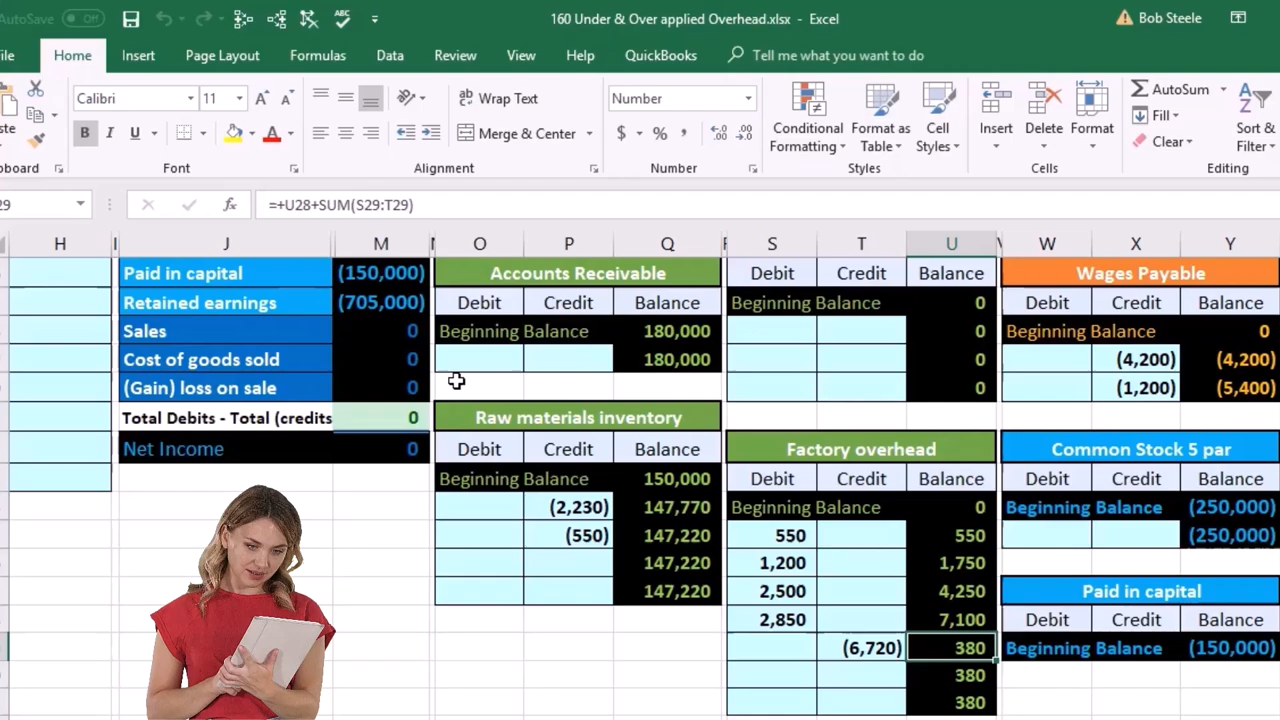 AutoSave Off
160 Under & Over applied Overhead.xlsx - Excel
Bob Steele
Home Insert Page Layout Formulas Data Review View Help QuickBooks Tell me what you want to do
Calibri 11 Wrap Text Number AutoSum
Fill
B I U A Merge & Center $ % , Conditional Formatting Format as Table Cell Styles Insert Delete Format Clear Sort & Filter
Font Alignment Number Styles Cells Editing
fx =+U28+SUM(S29:T29)
H I J M O P Q S T U W X Y
Paid in capital (150,000) Accounts Receivable Debit Credit Balance Wages Payable
Retained earnings (705,000) Debit Credit Balance Beginning Balance 0 Debit Credit Balance
Sales 0 Beginning Balance 180,000 0 Beginning Balance 0
Cost of goods sold 0 180,000 0 (4,200) (4,200)
(Gain) loss on sale 0 0 (1,200) (5,400)
Total Debits - Total (credits 0 Raw materials inventory
Net Income 0 Debit Credit Balance Factory overhead Common Stock 5 par
Beginning Balance 150,000 Debit Credit Balance Debit Credit Balance
(2,230) 147,770 Beginning Balance 0 Beginning Balance (250,000)
(550) 147,220 550 550 (250,000)
147,220 1,200 1,750
147,220 2,500 4,250 Paid in capital
2,850 7,100 Debit Credit Balance
(6,720) 380 Beginning Balance (150,000)
380
380